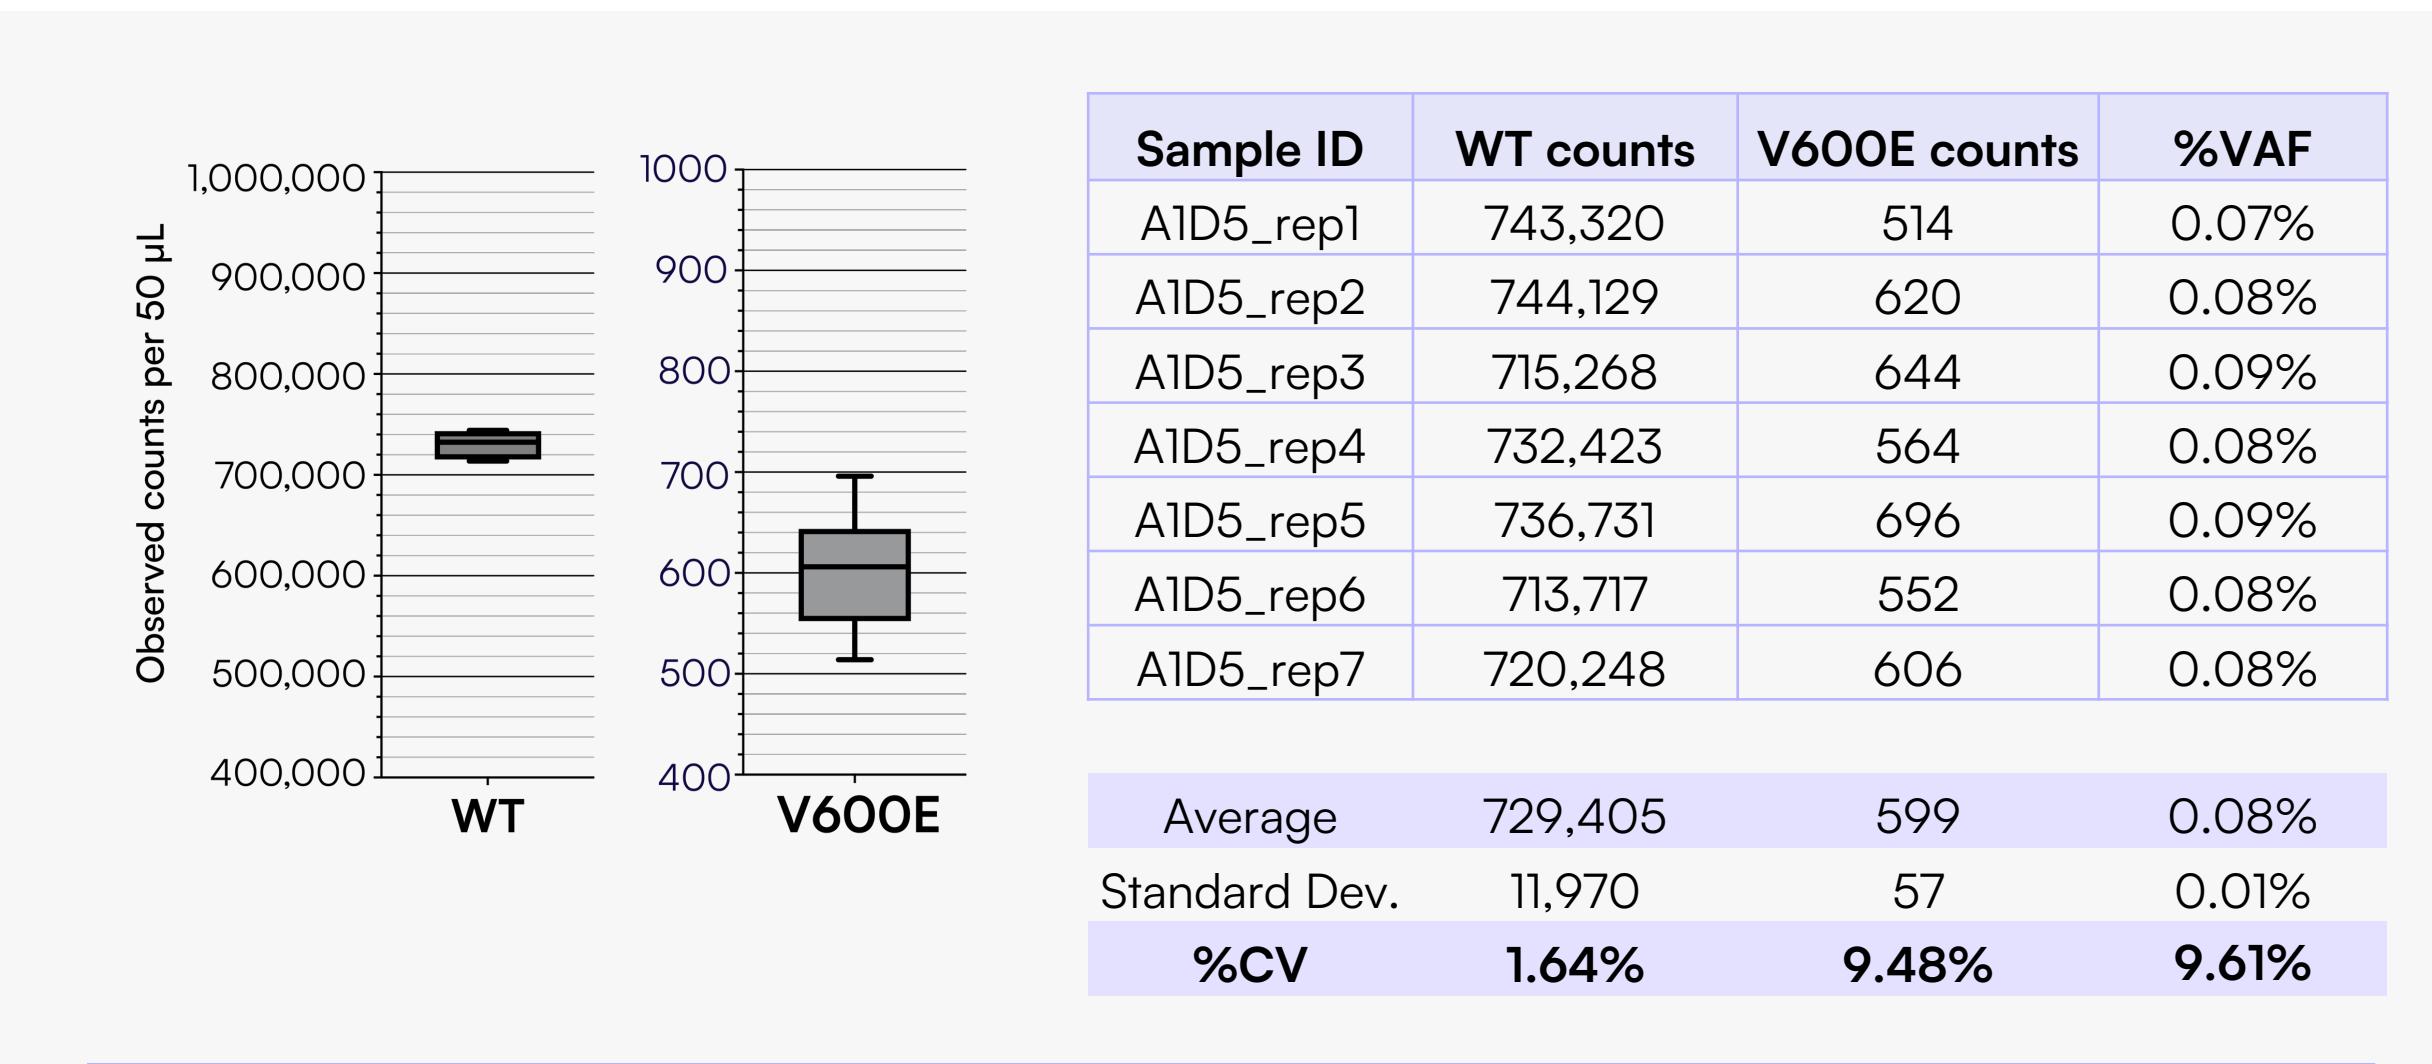 Observed counts per 50 µL
1,000,000
900,000
800,000
700,000
600,000
500,000
400,000
WT
1000
900
800
700
600
500
400
V600E
Sample ID WT counts V600E counts %VAF
A1D5_rep1 743,320 514 0.07%
A1D5_rep2 744,129 620 0.08%
A1D5_rep3 715,268 644 0.09%
A1D5_rep4 732,423 564 0.08%
A1D5_rep5 736,731 696 0.09%
A1D5_rep6 713,717 552 0.08%
A1D5_rep7 720,248 606 0.08%
Average 729,405 599 0.08%
Standard Dev. 11,970 57 0.01%
%CV 1.64% 9.48% 9.61%